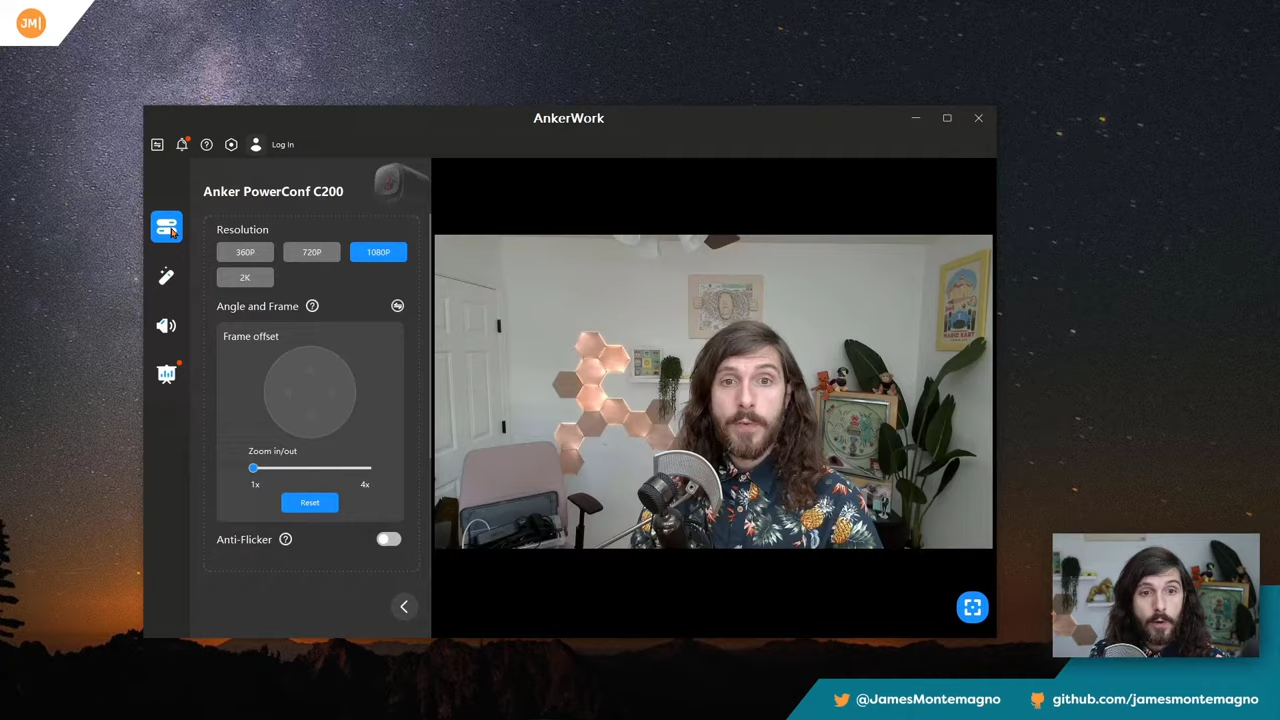 JM|
AnkerWork
Log In
Anker PowerConf C200
Resolution
360P
720P
1080P
2K
Angle and Frame
Frame offset
Zoom in/out
1x
4x
Reset
Anti-Flicker
@JamesMontemagno
github.com/jamesmontemagno